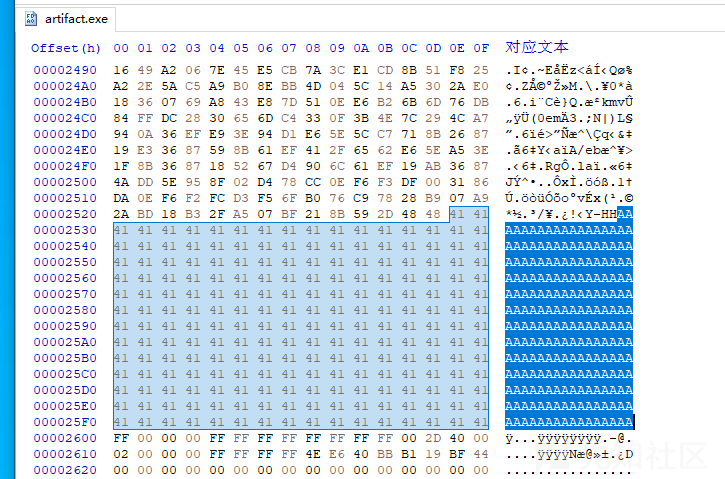 artifact.exe
Offset(h) 00 01 02 03 04 05 06 07 08 09 0A 0B 0C 0D 0E 0F 对应文本
00002490 16 49 A2 06 7E 45 E5 CB 7A 3C E1 CD 8B 51 F8 25 .I¢.~EåËz<áÍ‹Qø%
000024A0 A2 2E 5A C5 A9 B0 8E BB 4D 04 5C 14 A5 30 2A E0 ¢.ZÅ©°Ž»M.\.¥0*à
000024B0 18 36 07 69 A8 43 E8 7D 51 0E E6 B2 6B 6D 76 DB .6.i¨Cè}Q.æ²kmvÛ
000024C0 84 FF DC 28 30 65 6D C4 33 0F 3B 4E 7C 29 4C A7 „ÿÜ(0emÄ3.;N|)L§
000024D0 94 0A 36 EF E9 3E 94 D1 E6 5E 5C C7 71 8B 26 87 ”.6ïé>”Ñæ^\Çq‹&‡
000024E0 19 E3 36 87 59 8B 61 EF 41 2F 65 62 E6 5E A5 3E .ã6‡Y‹aïA/ebæ^¥>
000024F0 1F 8B 36 87 18 52 67 D4 90 6C 61 EF 19 AB 36 87 .‹6‡.RgÔ.laï.«6‡
00002500 4A DD 5E 95 8F 02 D4 78 CC 0E F6 F3 DF 00 31 86 JÝ^•..ÔxÌ.öóß.1†
00002510 DA 0E F6 F2 FC D3 F5 6F B0 76 C9 78 28 B9 07 A9 Ú.öòüÓõo°vÉx(¹.©
00002520 2A BD 18 B3 2F A5 07 BF 21 8B 59 2D 48 48 41 41 *½.³/¥.¿!‹Y-HHAA
00002530 41 41 41 41 41 41 41 41 41 41 41 41 41 41 41 41 AAAAAAAAAAAAAAAA
00002540 41 41 41 41 41 41 41 41 41 41 41 41 41 41 41 41 AAAAAAAAAAAAAAAA
00002550 41 41 41 41 41 41 41 41 41 41 41 41 41 41 41 41 AAAAAAAAAAAAAAAA
00002560 41 41 41 41 41 41 41 41 41 41 41 41 41 41 41 41 AAAAAAAAAAAAAAAA
00002570 41 41 41 41 41 41 41 41 41 41 41 41 41 41 41 41 AAAAAAAAAAAAAAAA
00002580 41 41 41 41 41 41 41 41 41 41 41 41 41 41 41 41 AAAAAAAAAAAAAAAA
00002590 41 41 41 41 41 41 41 41 41 41 41 41 41 41 41 41 AAAAAAAAAAAAAAAA
000025A0 41 41 41 41 41 41 41 41 41 41 41 41 41 41 41 41 AAAAAAAAAAAAAAAA
000025B0 41 41 41 41 41 41 41 41 41 41 41 41 41 41 41 41 AAAAAAAAAAAAAAAA
000025C0 41 41 41 41 41 41 41 41 41 41 41 41 41 41 41 41 AAAAAAAAAAAAAAAA
000025D0 41 41 41 41 41 41 41 41 41 41 41 41 41 41 41 41 AAAAAAAAAAAAAAAA
000025E0 41 41 41 41 41 41 41 41 41 41 41 41 41 41 41 41 AAAAAAAAAAAAAAAA
000025F0 41 41 41 41 41 41 41 41 41 41 41 41 41 41 41 41 AAAAAAAAAAAAAAAA
00002600 FF 00 00 00 FF FF FF FF FF FF FF FF 00 2D 40 00 ÿ...ÿÿÿÿÿÿÿÿ.-@.
00002610 02 00 00 00 FF FF FF FF 4E E6 40 BB B1 19 BF 44 ....ÿÿÿÿNæ@»±.¿D
00002620 00 00 00 00 00 00 00 00 00 00 00 00 00 00 00 00 ................
社区